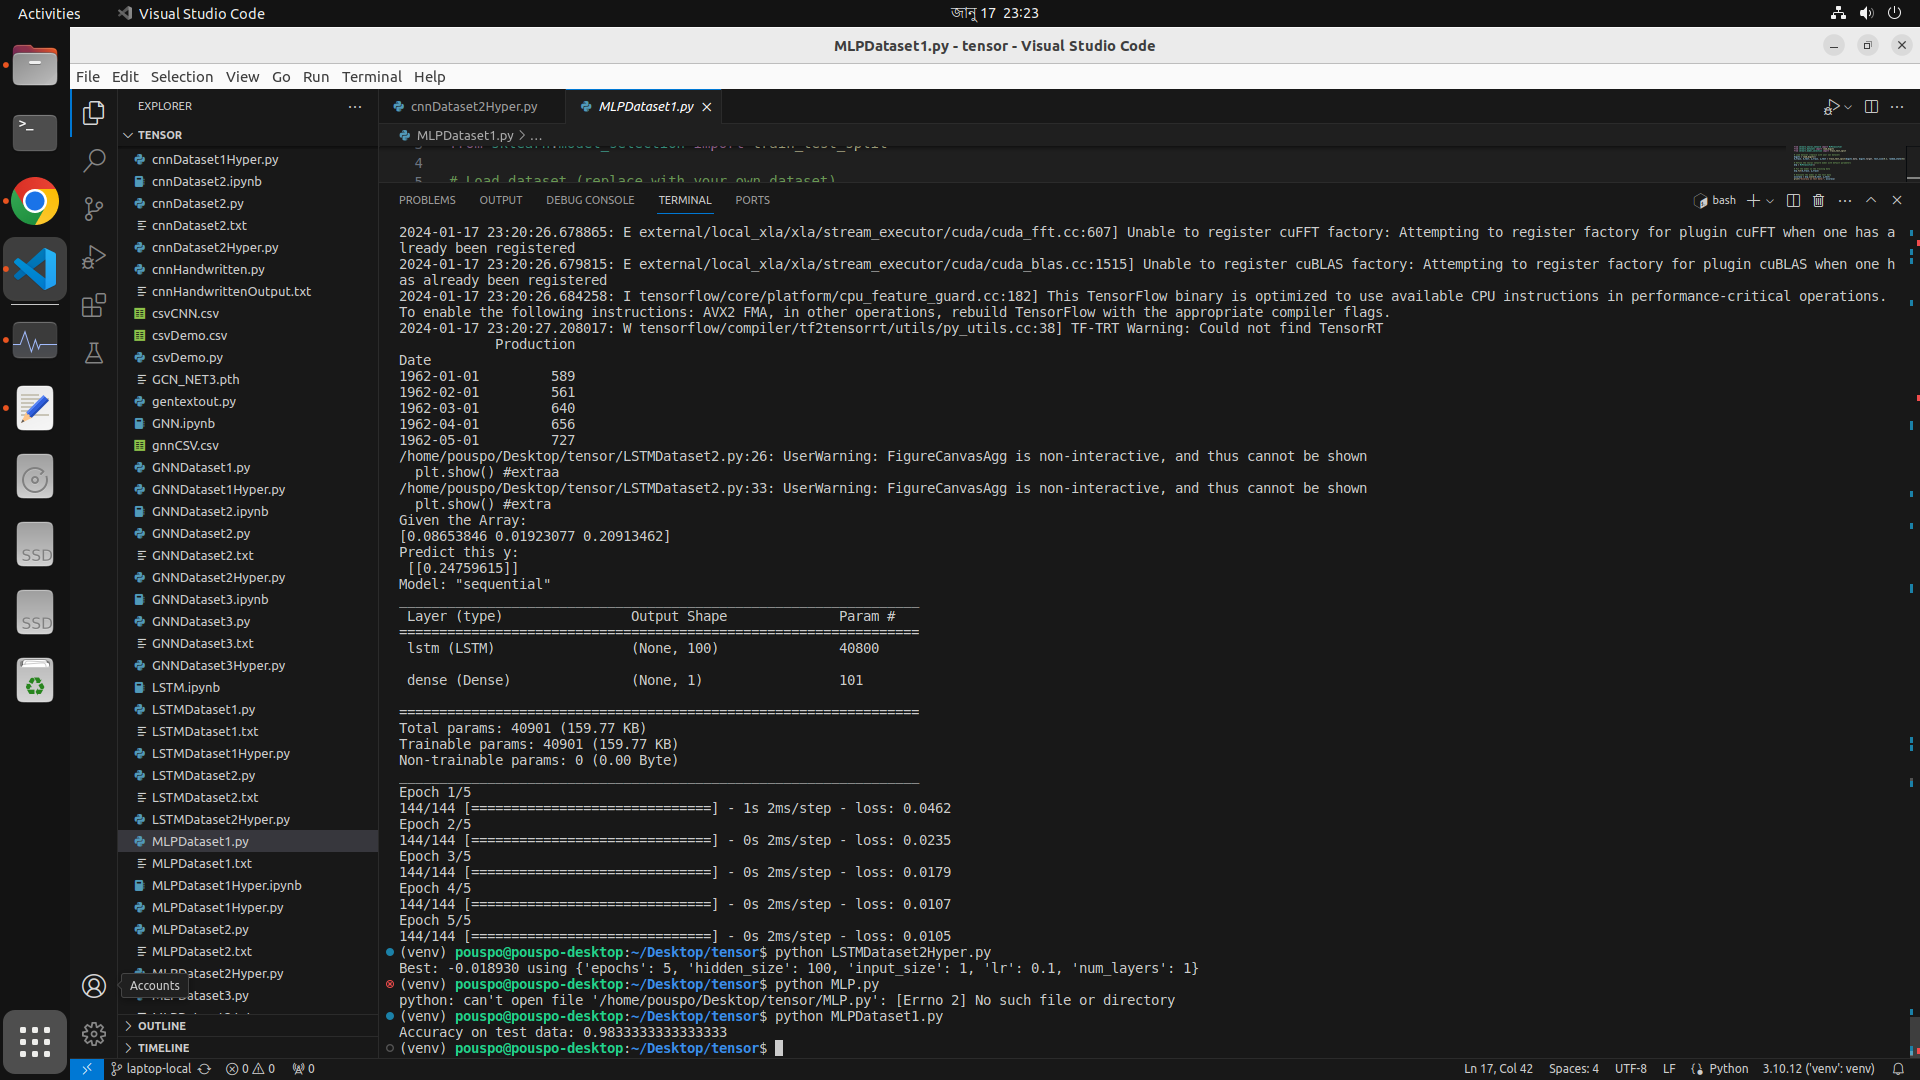 Activities
Visual Studio Code
জানু 17 23:23
MLPDataset1.py - tensor - Visual Studio Code
File Edit Selection View Go Run Terminal Help
EXPLORER
TENSOR
cnnDataset1Hyper.py
cnnDataset2.ipynb
cnnDataset2.py
cnnDataset2.txt
cnnDataset2Hyper.py
cnnHandwritten.py
cnnHandwrittenOutput.txt
csvCNN.csv
csvDemo.csv
csvDemo.py
GCN_NET3.pth
gentextout.py
GNN.ipynb
gnnCSV.csv
GNNDataset1.py
GNNDataset1Hyper.py
GNNDataset2.ipynb
GNNDataset2.py
GNNDataset2.txt
GNNDataset2Hyper.py
GNNDataset3.ipynb
GNNDataset3.py
GNNDataset3.txt
GNNDataset3Hyper.py
LSTM.ipynb
LSTMDataset1.py
LSTMDataset1.txt
LSTMDataset1Hyper.py
LSTMDataset2.py
LSTMDataset2.txt
LSTMDataset2Hyper.py
MLPDataset1.py
MLPDataset1.txt
MLPDataset1Hyper.ipynb
MLPDataset1Hyper.py
MLPDataset2.py
MLPDataset2.txt
MLPDataset2Hyper.py
MLPDataset3.py
Accounts
OUTLINE
TIMELINE
SSD
SSD
cnnDataset2Hyper.py
MLPDataset1.py
MLPDataset1.py > ...
4
5 # Load dataset (replace with your own dataset)
PROBLEMS OUTPUT DEBUG CONSOLE TERMINAL PORTS
bash
2024-01-17 23:20:26.678865: E external/local_xla/xla/stream_executor/cuda/cuda_fft.cc:607] Unable to register cuFFT factory: Attempting to register factory for plugin cuFFT when one has a
lready been registered
2024-01-17 23:20:26.679815: E external/local_xla/xla/stream_executor/cuda/cuda_blas.cc:1515] Unable to register cuBLAS factory: Attempting to register factory for plugin cuBLAS when one h
as already been registered
2024-01-17 23:20:26.684258: I tensorflow/core/platform/cpu_feature_guard.cc:182] This TensorFlow binary is optimized to use available CPU instructions in performance-critical operations.
To enable the following instructions: AVX2 FMA, in other operations, rebuild TensorFlow with the appropriate compiler flags.
2024-01-17 23:20:27.208017: W tensorflow/compiler/tf2tensorrt/utils/py_utils.cc:38] TF-TRT Warning: Could not find TensorRT
Production
Date
1962-01-01 589
1962-02-01 561
1962-03-01 640
1962-04-01 656
1962-05-01 727
/home/pouspo/Desktop/tensor/LSTMDataset2.py:26: UserWarning: FigureCanvasAgg is non-interactive, and thus cannot be shown
plt.show() #extraa
/home/pouspo/Desktop/tensor/LSTMDataset2.py:33: UserWarning: FigureCanvasAgg is non-interactive, and thus cannot be shown
plt.show() #extra
Given the Array:
[0.08653846 0.01923077 0.20913462]
Predict this y:
[[0.24759615]]
Model: "sequential"
_________________________________________________________________
Layer (type) Output Shape Param #
=================================================================
lstm (LSTM) (None, 100) 40800
dense (Dense) (None, 1) 101
=================================================================
Total params: 40901 (159.77 KB)
Trainable params: 40901 (159.77 KB)
Non-trainable params: 0 (0.00 Byte)
_________________________________________________________________
Epoch 1/5
144/144 [==============================] - 1s 2ms/step - loss: 0.0462
Epoch 2/5
144/144 [==============================] - 0s 2ms/step - loss: 0.0235
Epoch 3/5
144/144 [==============================] - 0s 2ms/step - loss: 0.0179
Epoch 4/5
144/144 [==============================] - 0s 2ms/step - loss: 0.0107
Epoch 5/5
144/144 [==============================] - 0s 2ms/step - loss: 0.0105
(venv) pouspo@pouspo-desktop:~/Desktop/tensor$ python LSTMDataset2Hyper.py
Best: -0.018930 using {'epochs': 5, 'hidden_size': 100, 'input_size': 1, 'lr': 0.1, 'num_layers': 1}
(venv) pouspo@pouspo-desktop:~/Desktop/tensor$ python MLP.py
python: can't open file '/home/pouspo/Desktop/tensor/MLP.py': [Errno 2] No such file or directory
(venv) pouspo@pouspo-desktop:~/Desktop/tensor$ python MLPDataset1.py
Accuracy on test data: 0.9833333333333333
(venv) pouspo@pouspo-desktop:~/Desktop/tensor$
laptop-local 0 0 0
Ln 17, Col 42 Spaces: 4 UTF-8 LF Python 3.10.12 ('venv': venv)